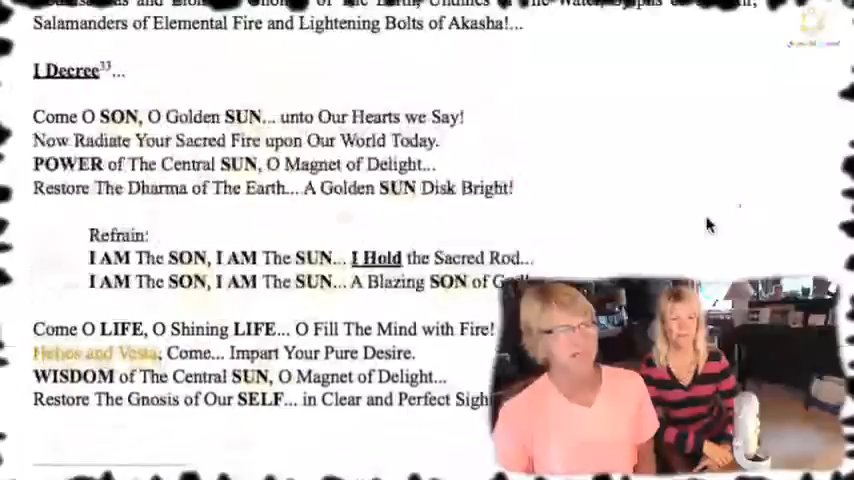 Salamanders of Elemental Fire and Lightening Bolts of Akasha!...
I Decree33...
Come O SON, O Golden SUN... unto Our Hearts we Say!
Now Radiate Your Sacred Fire upon Our World Today.
POWER of The Central SUN, O Magnet of Delight...
Restore The Dharma of The Earth... A Golden SUN Disk Bright!
Refrain:
I AM The SON, I AM The SUN... I Hold the Sacred Rod...
I AM The SON, I AM The SUN... A Blazing SON of
Come O LIFE, O Shining LIFE... O Fill The Mind with Fire!
Helios and Vesta, Come... Impart Your Pure Desire.
WISDOM of The Central SUN, O Magnet of Delight...
Restore The Gnosis of Our SELF... in Clear and Perfect